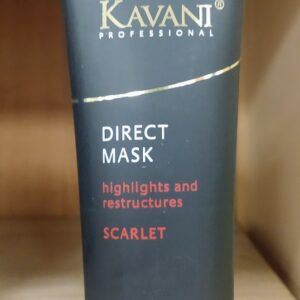 KAVANI®
PROFESSIONAL
DIRECT
MASK
highlights and
restructures
SCARLET